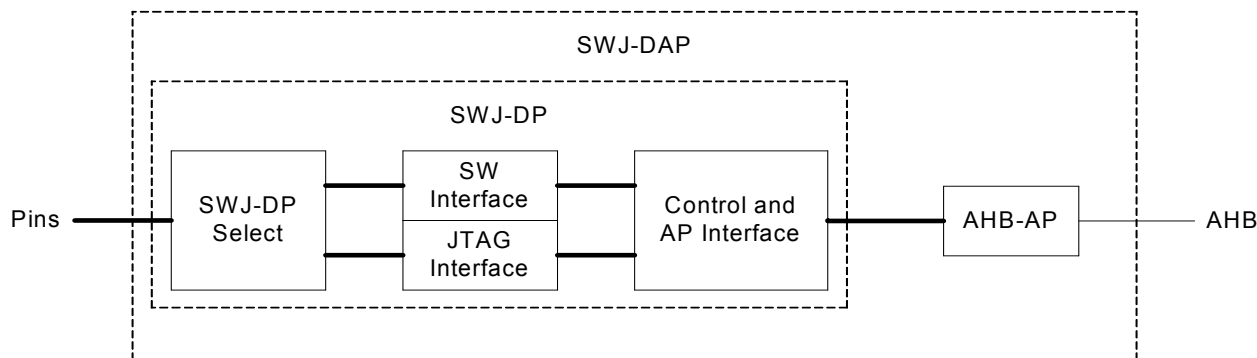 SWJ-DAP
SWJ-DP
Pins
SWJ-DP
Select
SW
Interface
JTAG
Interface
Control and
AP Interface
AHB-AP
AHB